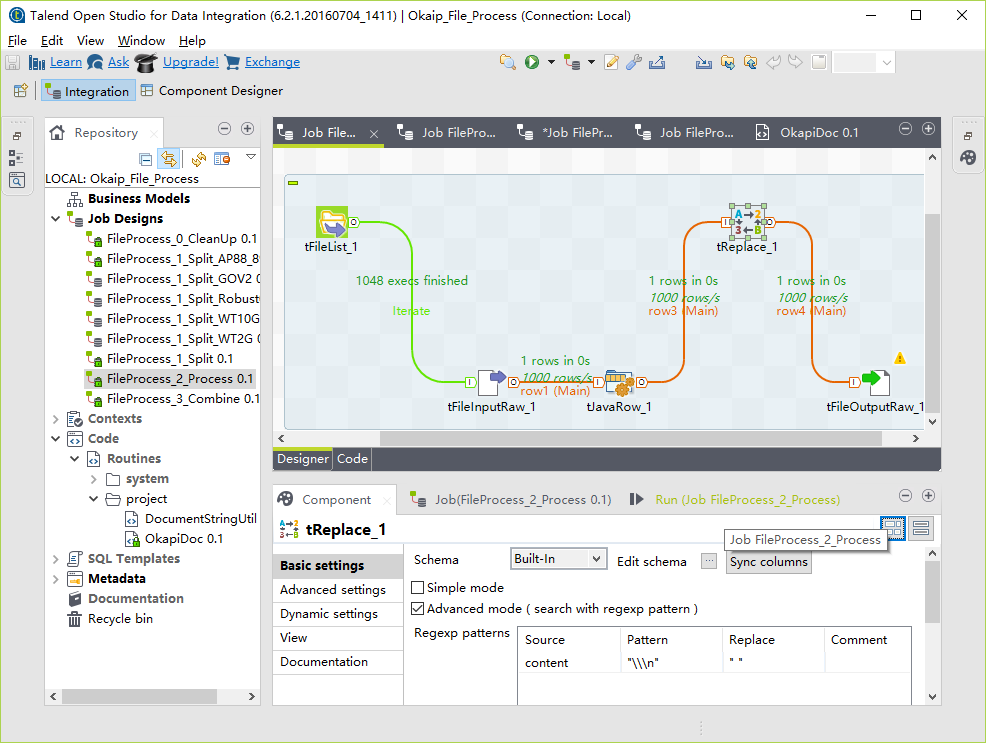 Talend Open Studio for Data Integration (6.2.1.20160704_1411) | Okaip_File_Process (Connection: Local)
File Edit View Window Help
Learn Ask Upgrade! Exchange
Integration Component Designer
Repository
LOCAL: Okaip_File_Process
Business Models
Job Designs
FileProcess_0_CleanUp 0.1
FileProcess_1_Split_AP88_8
FileProcess_1_Split_GOV2 0
FileProcess_1_Split_Robust
FileProcess_1_Split_WT10G
FileProcess_1_Split_WT2G 0
FileProcess_1_Split 0.1
FileProcess_2_Process 0.1
FileProcess_3_Combine 0.1
Contexts
Code
Routines
system
project
DocumentStringUtil
OkapiDoc 0.1
SQL Templates
Metadata
Documentation
Recycle bin
Job File... Job FilePro... *Job FilePr... Job FilePro... OkapiDoc 0.1
tFileList_1
tReplace_1
1048 execs finished
Iterate
1 rows in 0s
1000 rows/s
row3 (Main)
1 rows in 0s
1000 rows/s
row4 (Main)
1 rows in 0s
1000 rows/s
row1 (Main)
tFileInputRaw_1
tJavaRow_1
tFileOutputRaw_1
Designer Code
Component Job(FileProcess_2_Process 0.1) Run (Job FileProcess_2_Process)
tReplace_1
Job FileProcess_2_Process
Basic settings
Advanced settings
Dynamic settings
View
Documentation
Schema Built-In Edit schema ... Sync columns
Simple mode
Advanced mode ( search with regexp pattern )
Regexp patterns
Source Pattern Replace Comment
content "\\\n" " "